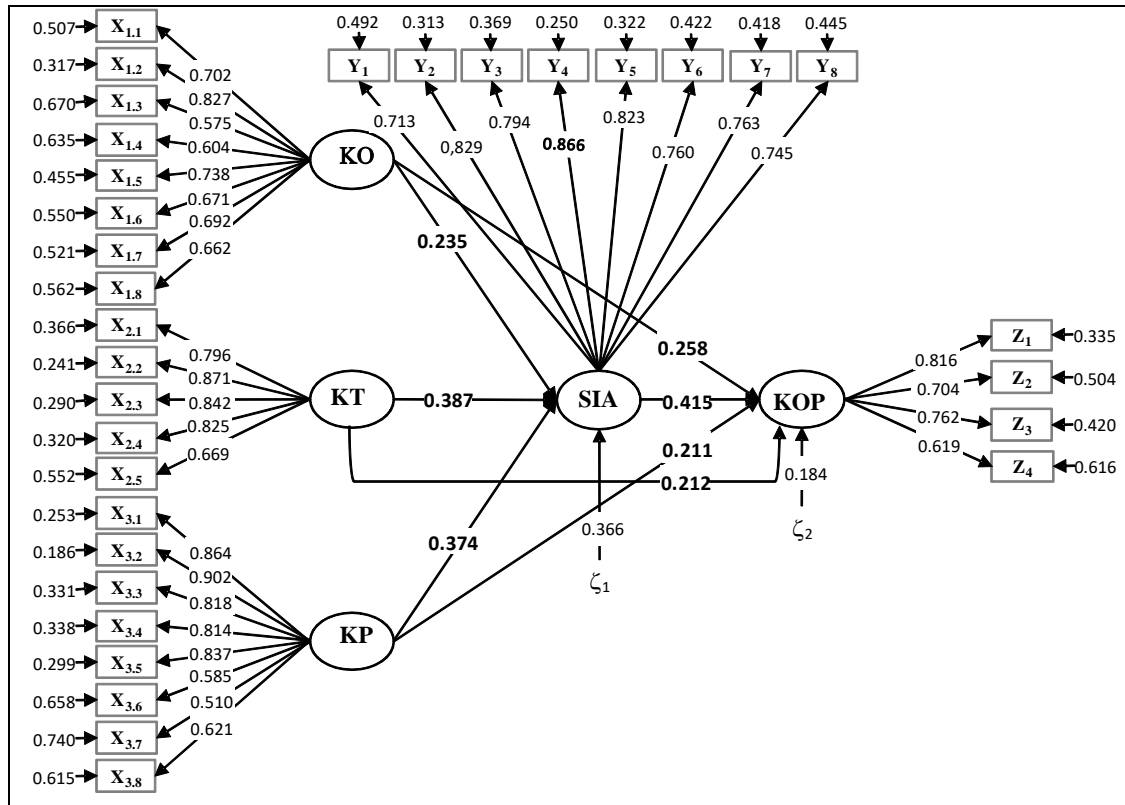 0.492 0.313 0.369 0.250 0.322 0.422 0.418 0.445
Y1 Y2 Y3 Y4 Y5 Y6 Y7 Y8
0.713 0,829 0.794 0.866 0.823 0.760 0.763 0.745
0.507 X1.1 0.702
0.317 X1.2 0.827
0.670 X1.3 0.575
0.635 X1.4 0.604
0.455 X1.5 0.738
0.550 X1.6 0.671
0.521 X1.7 0.692
0.562 X1.8 0.662
KO
0.235
0.258
0.366 X2.1 0.796
0.241 X2.2 0.871
0.290 X2.3 0.842
0.320 X2.4 0.825
0.552 X2.5 0.669
KT
0.387
SIA
0.415
KOP
0.211
0.212
0.184
ζ2
0.374
0.366
ζ1
0.816 Z1 0.335
0.704 Z2 0.504
0.762 Z3 0.420
0.619 Z4 0.616
0.253 X3.1 0.864
0.186 X3.2 0.902
0.331 X3.3 0.818
0.338 X3.4 0.814
0.299 X3.5 0.837
0.658 X3.6 0.585
0.740 X3.7 0.510
0.615 X3.8 0.621
KP